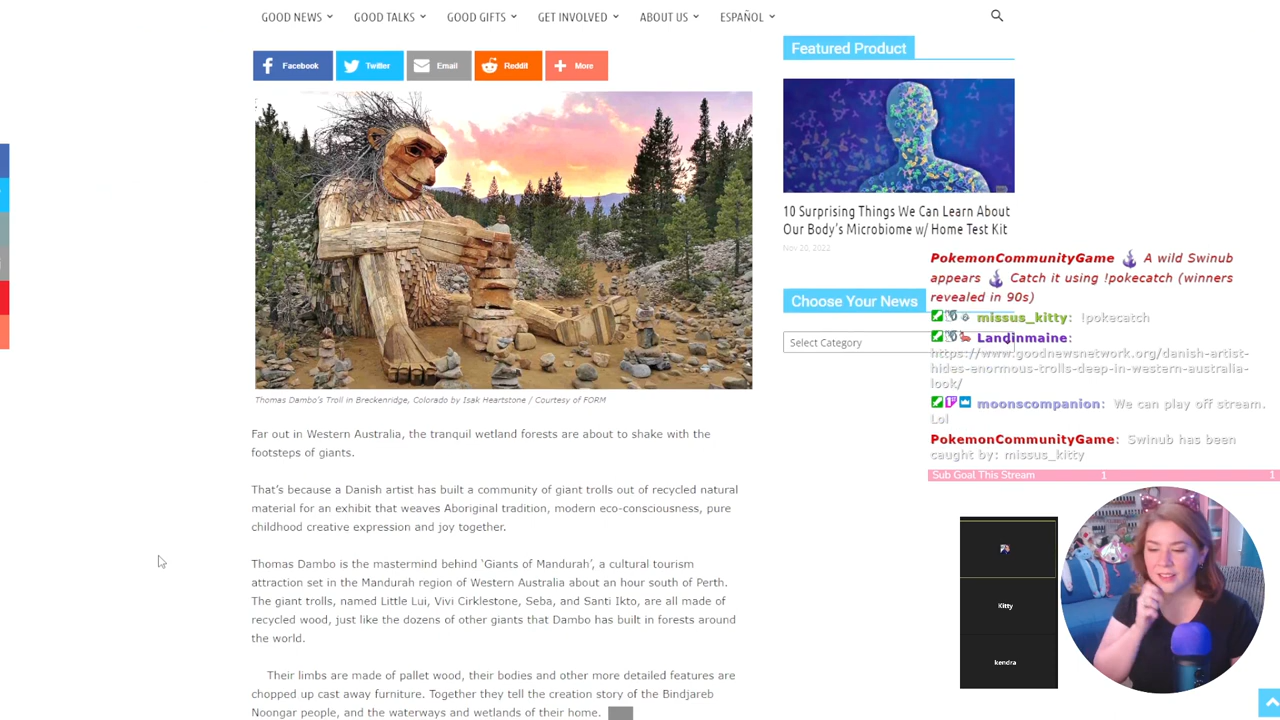 GOOD NEWS GOOD TALKS GOOD GIFTS GET INVOLVED ABOUT US ESPAÑOL
Facebook Twitter Email Reddit More
Thomas Dambo's Troll in Breckenridge, Colorado by Isak Heartstone / Courtesy of FORM
Far out in Western Australia, the tranquil wetland forests are about to shake with the
footsteps of giants.
That's because a Danish artist has built a community of giant trolls out of recycled natural
material for an exhibit that weaves Aboriginal tradition, modern eco-consciousness, pure
childhood creative expression and joy together.
Thomas Dambo is the mastermind behind 'Giants of Mandurah', a cultural tourism
attraction set in the Mandurah region of Western Australia about an hour south of Perth.
The giant trolls, named Little Lui, Vivi Cirklestone, Seba, and Santi Ikto, are all made of
recycled wood, just like the dozens of other giants that Dambo has built in forests around
the world.
Their limbs are made of pallet wood, their bodies and other more detailed features are
chopped up cast away furniture. Together they tell the creation story of the Bindjareb
Noongar people, and the waterways and wetlands of their home.
Featured Product
10 Surprising Things We Can Learn About
Our Body's Microbiome w/ Home Test Kit
Nov 20, 2022
Choose Your News
Select Category
PokemonCommunityGame A wild Swinub
appears Catch it using !pokecatch (winners
revealed in 90s)
missus_kitty: !pokecatch
Landinmaine:
https://www.goodnewsnetwork.org/danish-artist-
hides-enormous-trolls-deep-in-western-australia-
look/
moonscompanion: We can play off stream.
Lol
PokemonCommunityGame: Swinub has been
caught by: missus_kitty
Sub Goal This Stream 1 1
Kitty
kendra